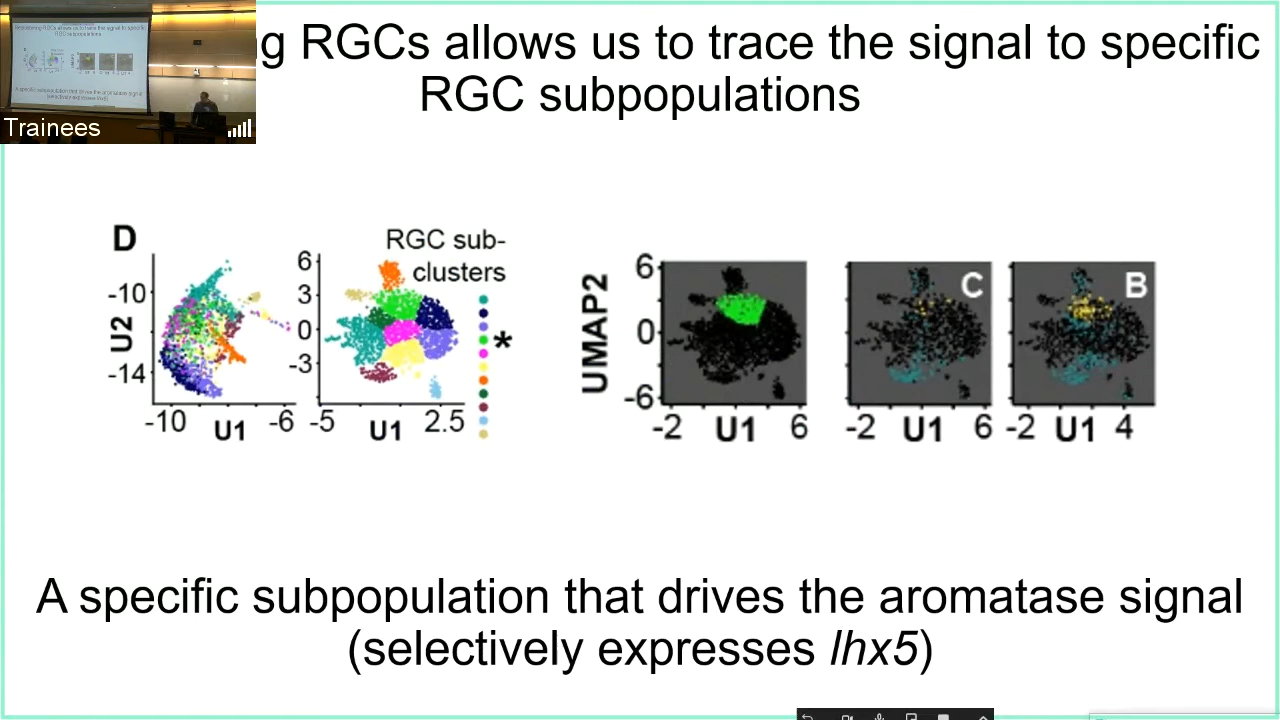 g RGCs allows us to trace the signal to specific
RGC subpopulations
Trainees
D
RGC sub-
clusters
-10
-14
U2
-10
U1
-6
6
3
0
-3
-5
U1
2.5
*
UMAP2
6
0
-6
-2
U1
6
C
-2
U1
6
B
-2
U1
4
A specific subpopulation that drives the aromatase signal
(selectively expresses lhx5)